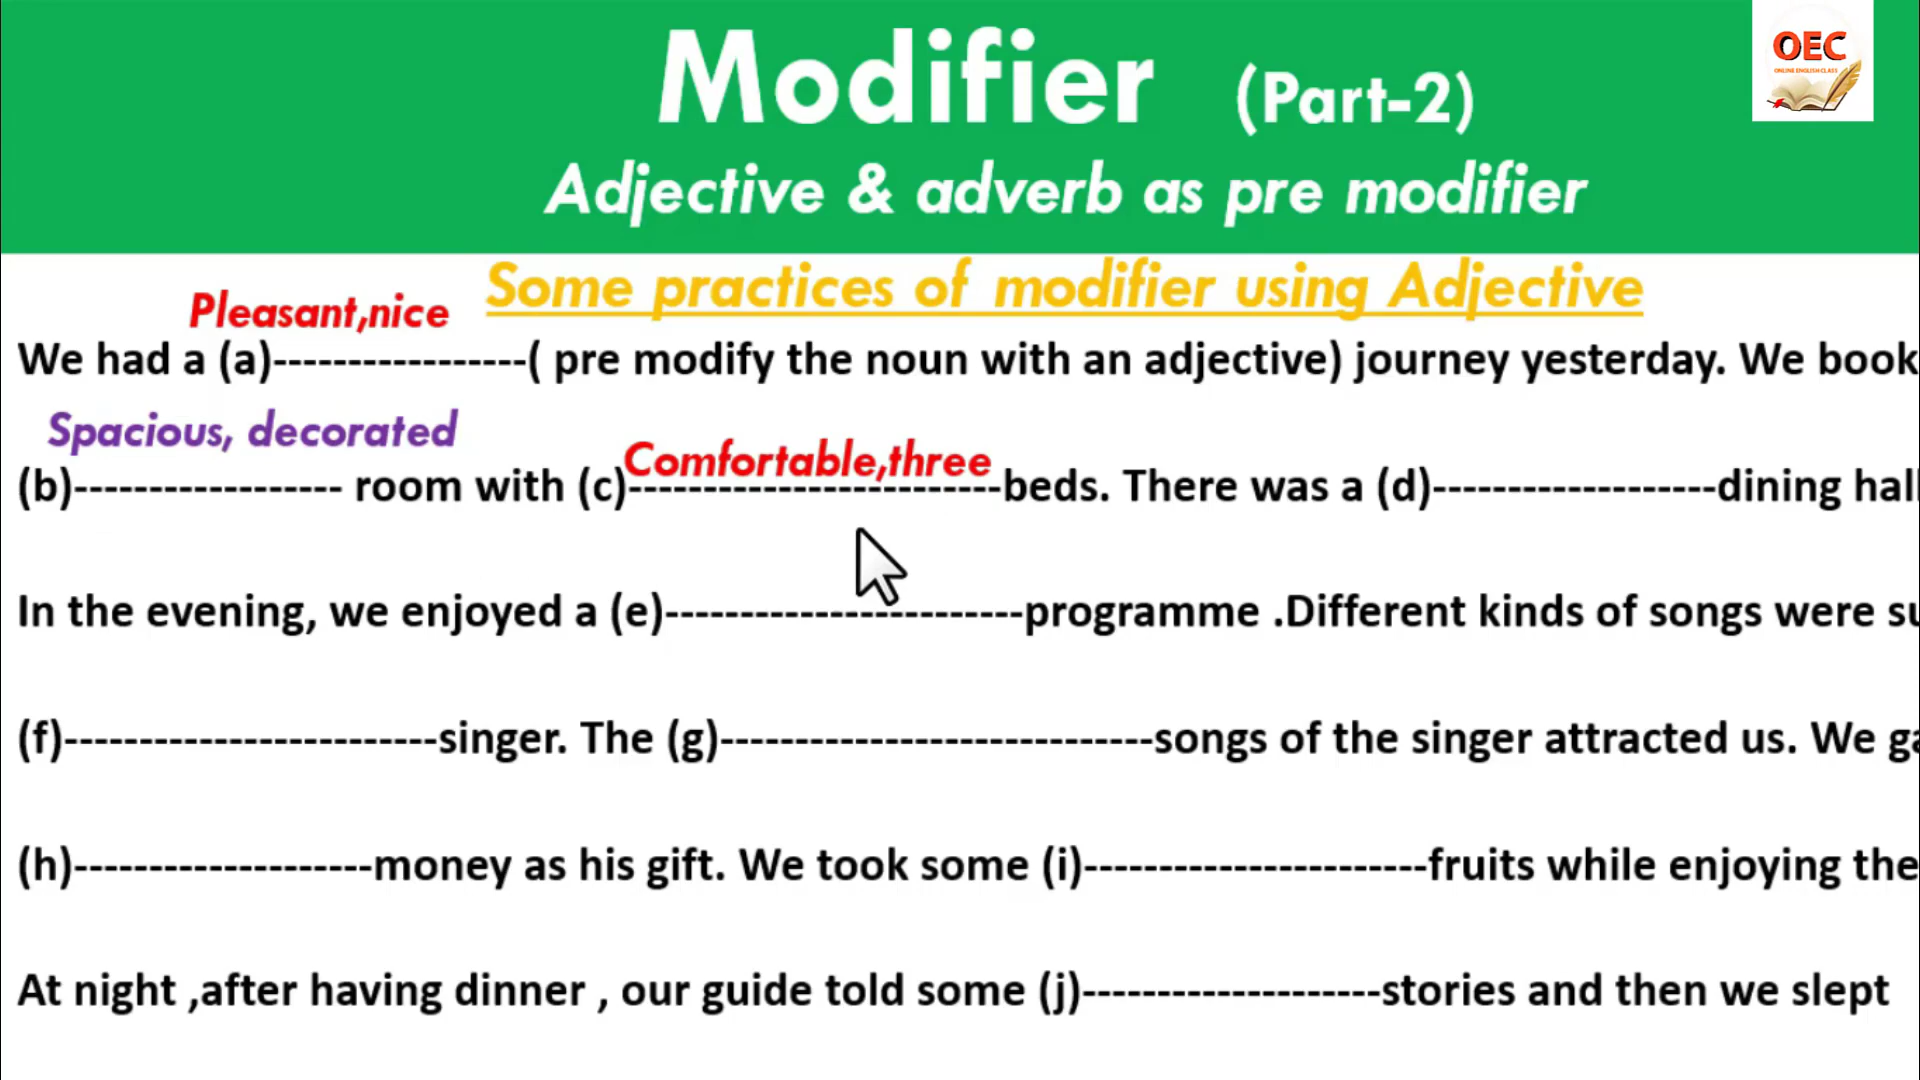 Modifier (Part-2)
OEC
ONLINE ENGLISH CLASS
Adjective & adverb as pre modifier
Some practices of modifier using Adjective
Pleasant,nice
We had a (a)-----------------( pre modify the noun with an adjective) journey yesterday. We book
Spacious, decorated
Comfortable,three
(b)------------------ room with (c)-------------------------beds. There was a (d)-------------------dining hall
In the evening, we enjoyed a (e)------------------------programme .Different kinds of songs were su
(f)-------------------------singer. The (g)-----------------------------songs of the singer attracted us. We ga
(h)--------------------money as his gift. We took some (i)-----------------------fruits while enjoying the
At night ,after having dinner , our guide told some (j)--------------------stories and then we slept